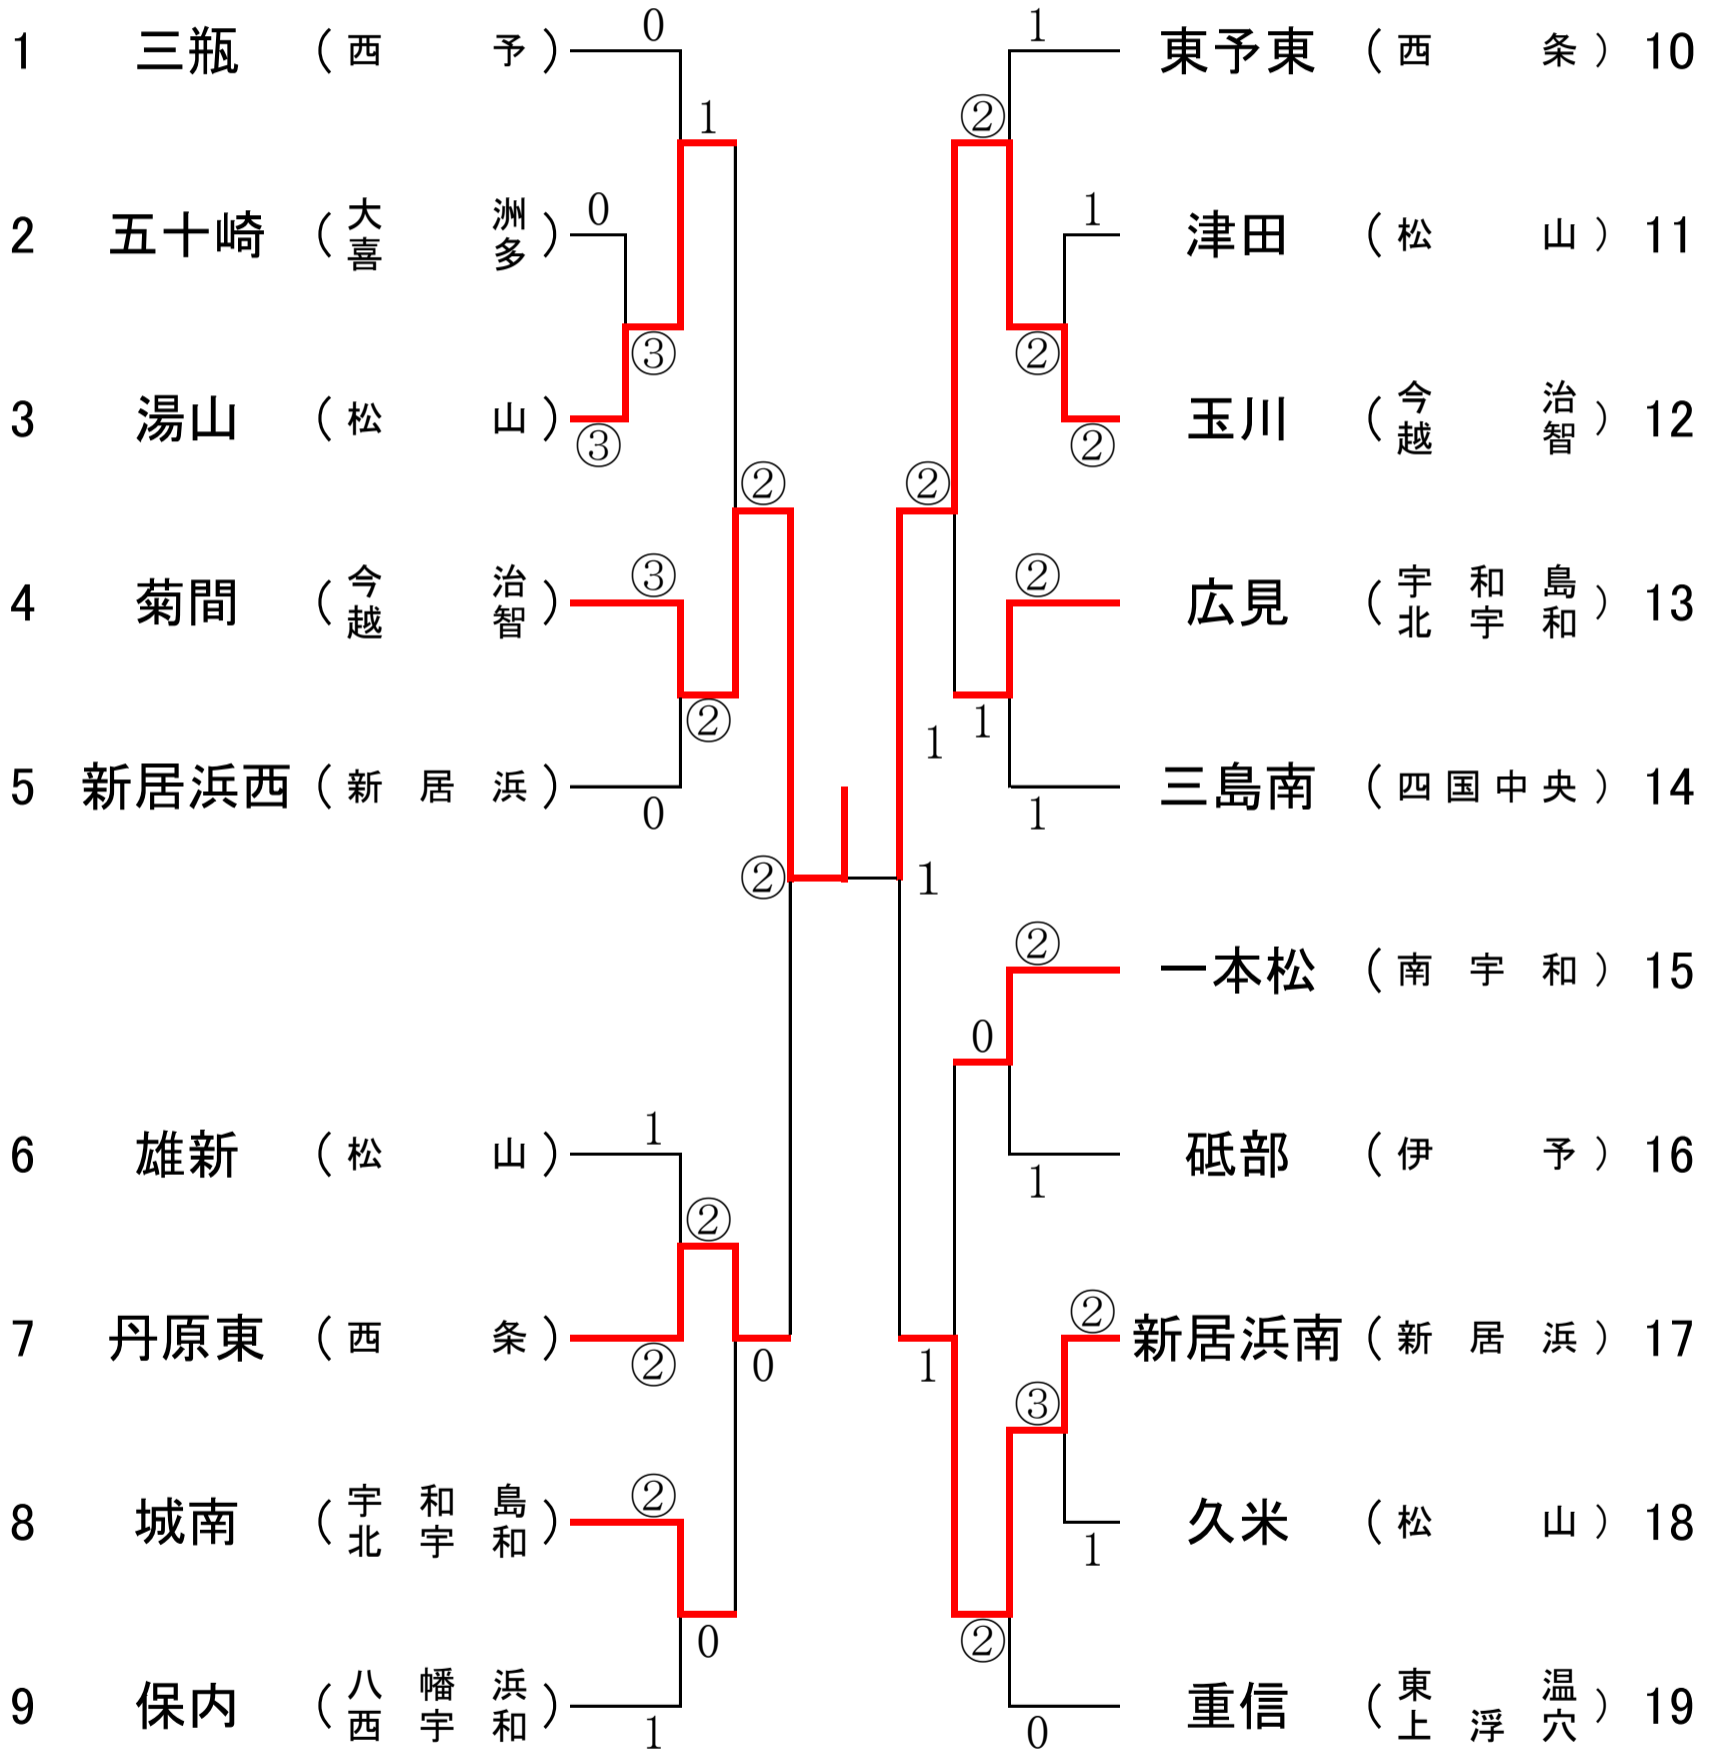 0
1
1 三瓶 (西 予)
東予東 (西 条) 10
1
②
2 五十崎 (大喜 洲多)
0
1
津田 (松 山) 11
③
②
3 湯山 (松 山)
③
②
玉川 (今越 治智) 12
②
②
4 菊間 (今越 治智)
③
②
広見 (宇北 和宇 島和) 13
②
1
1
5 新居浜西 (新 居 浜)
0
1
三島南 (四国中央) 14
②
1
②
一本松 (南 宇 和) 15
0
6 雄新 (松 山)
1
1
砥部 (伊 予) 16
②
②
7 丹原東 (西 条)
②
0
1
新居浜南 (新 居 浜) 17
③
8 城南 (宇北 和宇 島和)
②
1
久米 (松 山) 18
0
②
9 保内 (八西 幡宇 浜和)
1
0
重信 (東上 浮 温穴) 19